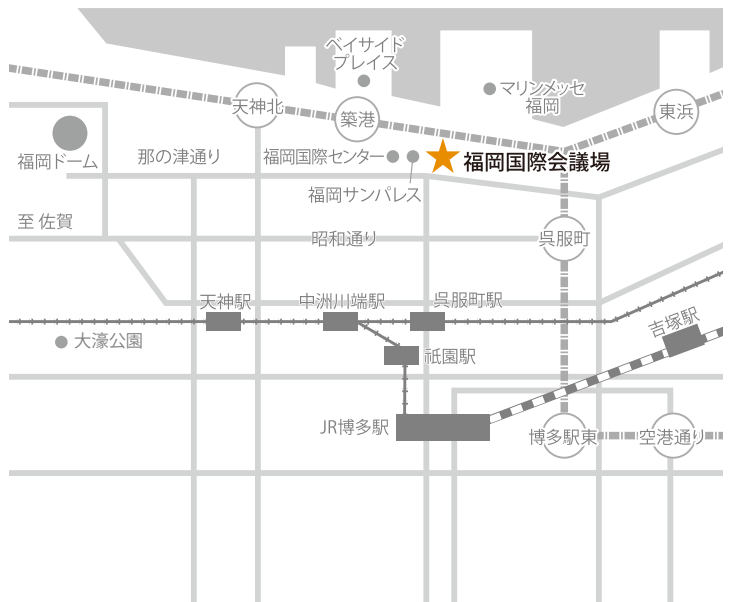 ベイサイド
プレイス
マリンメッセ
福岡
天神北
築港
東浜
福岡ドーム
那の津通り
福岡国際センター
福岡国際会議場
福岡サンパレス
至 佐賀
昭和通り
呉服町
天神駅
中洲川端駅
呉服町駅
吉塚駅
大濠公園
祇園駅
JR博多駅
博多駅東
空港通り